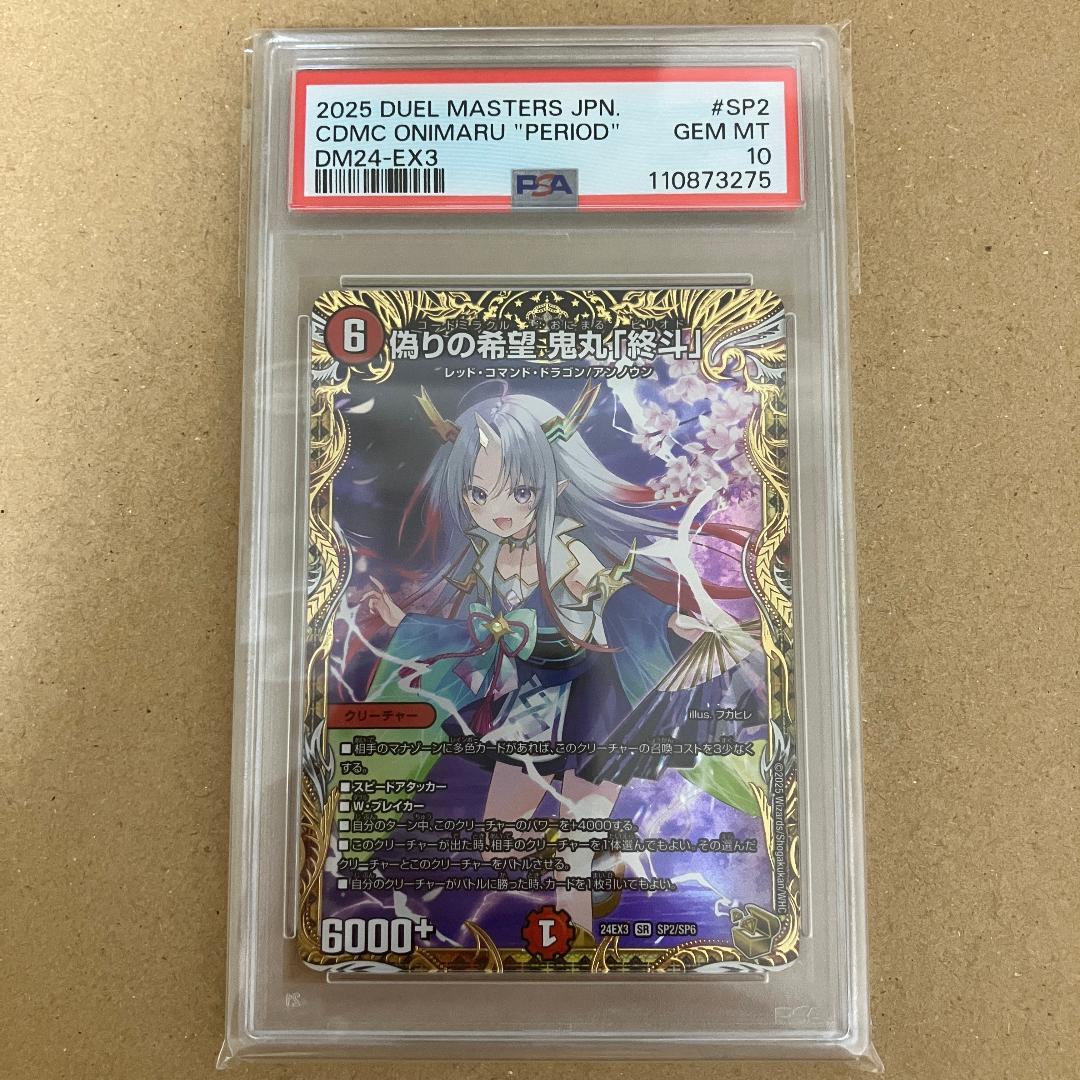 2025 DUEL MASTERS JPN. #SP2
CDMC ONIMARU "PERIOD" GEM MT
DM24-EX3 10
PSA 110873275
コードミラクル おにまる ピリオド
6 偽りの希望 鬼丸「終斗」
レッド・コマンド・ドラゴン/アンノウン
illus. フカヒレ
クリーチャー
■相手のマナゾーンに多色カードがあれば、このクリーチャーの召喚コストを3少なく
する。
■スピードアタッカー
■W・ブレイカー
■自分のターン中、このクリーチャーのパワーを+4000する。
■このクリーチャーが出た時、相手のクリーチャーを1体選んでもよい。その選んだ
クリーチャーとこのクリーチャーをバトルさせる。
■自分のクリーチャーがバトルに勝った時、カードを1枚引いてもよい。
©2025 Wizards/Shogakukan/WHC
6000+ 1 24EX3 SR SP2/SP6
PSA